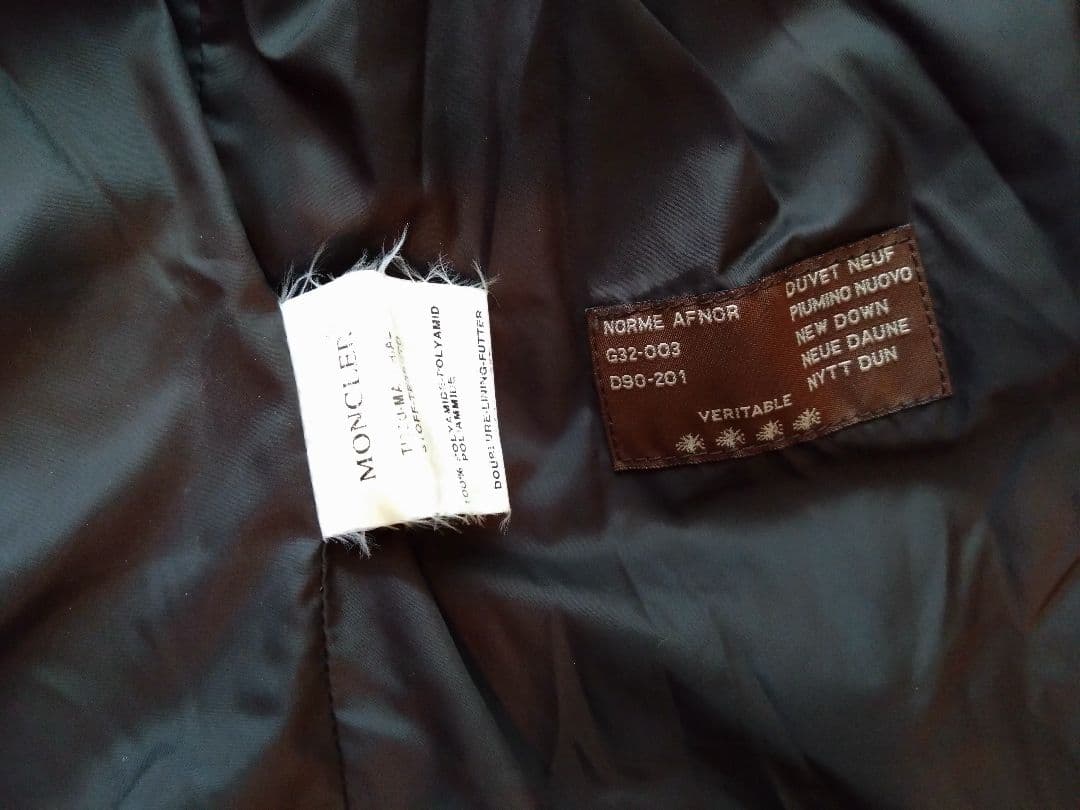 MONCLER
100% POLYAMIDE-POLYAMID
POLIAMMIDE
DOUBLURE-LINING-FUTTER
NORME AFNOR
G32-003
D90-201
DUVET NEUF
PIUMINO NUOVO
NEW DOWN
NEUE DAUNE
NYTT DUN
VERITABLE